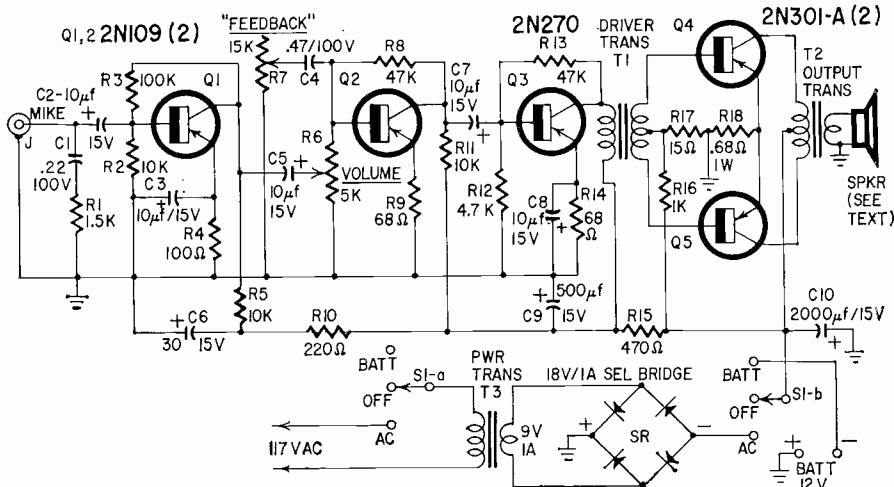 Q1,2 2N109 (2)
"FEEDBACK"
15K
R7
.47/100V
C4
R8
47K
Q2
C7
10μf
15V
2N270
Q3
R13
47K
DRIVER
TRANS
T1
Q4
2N301-A (2)
T2
OUTPUT
TRANS
R3
100K
Q1
C2-10μf
MIKE
J
15V
C1
.22
100V
R2
10K
C3
10μf/15V
R1
1.5K
R4
100Ω
C5
10μf
15V
R6
VOLUME
5K
R9
68Ω
R11
10K
R12
4.7K
C8
10μf
15V
R14
68
Ω
R17
15Ω
R18
.68Ω
1W
R16
1K
Q5
SPKR
(SEE
TEXT)
C6
30
15V
R5
10K
R10
220Ω
500μf
C9
15V
R15
470Ω
C10
2000μf/15V
BATT
S1-a
OFF
AC
117VAC
PWR
TRANS
T3
9V
1A
18V/1A SEL BRIDGE
SR
BATT
S1-b
OFF
AC
BATT
12V